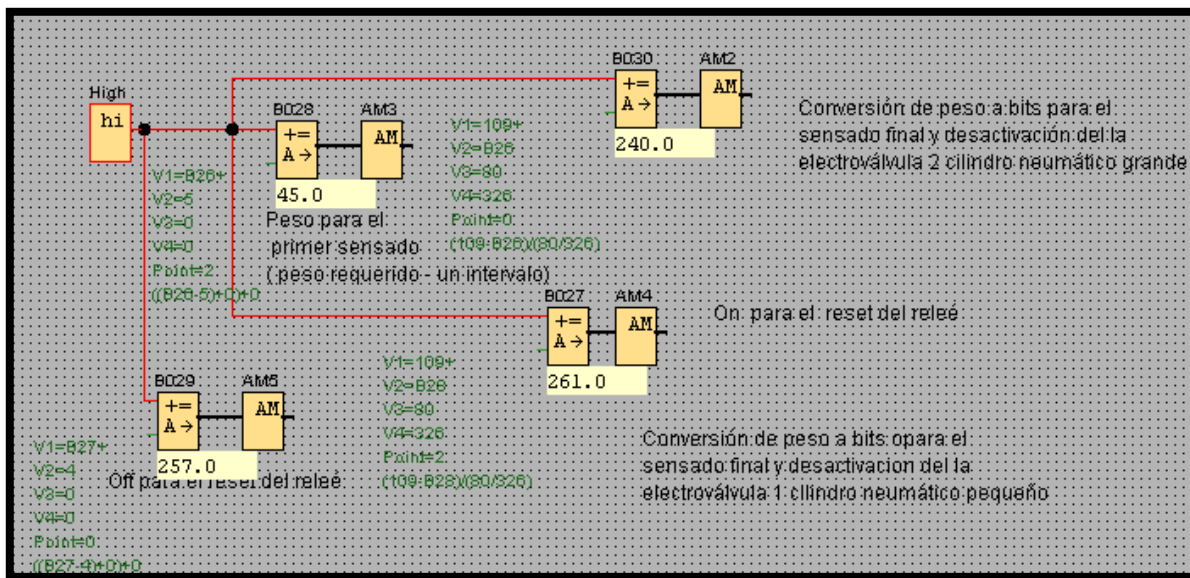 High
hi
B028
AM3
+=
A→
AM
45.0
V1=B26+
V2=5
V3=0
V4=0
Point=2
((B26-5)+0)+0
Peso para el
primer sensado
( peso requerido - un intervalo)
V1=109+
V2=B26
V3=80
V4=326
Point=0
(109-B26)/(80/326)
B030
AM2
+=
A→
AM
240.0
Conversión de peso a bits para el
sensado final y desactivación del la
electroválvula 2 cilindro neumático grande
B027
AM4
+=
A→
AM
261.0
On para el reset del releé
V1=109+
V2=B28
V3=80
V4=326
Point=2
(109-B28)/(80/326)
Conversión de peso a bits opara el
sensado final y desactivacion del la
electroválvula 1 cilindro neumático pequeño
B029
AM5
+=
A→
AM
257.0
Off para el reset del releé
V1=B27+
V2=4
V3=0
V4=0
Point=0
((B27-4)+0)+0